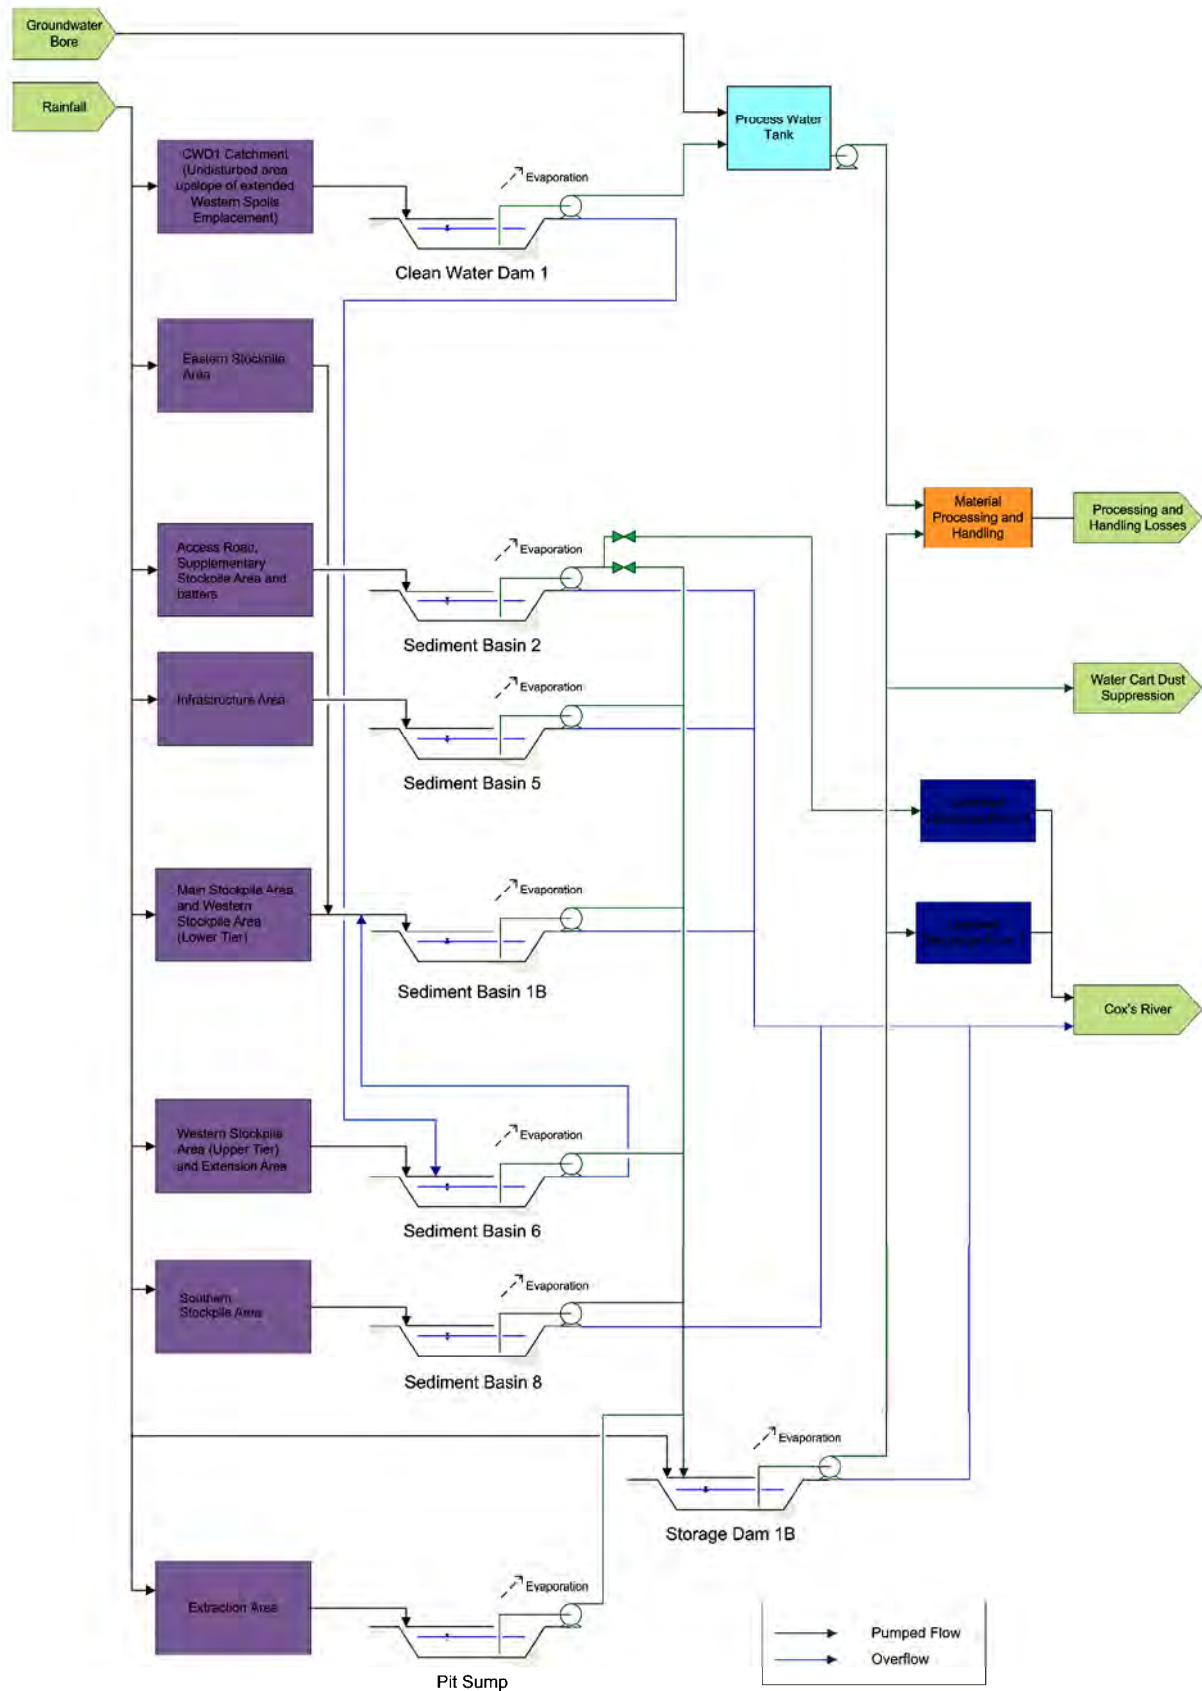 Groundwater
Bore
Rainfall
Process Water
Tank
CWD1 Catchment
(Undisturbed area
upslope of extended
Western Spoils
Emplacement)
Evaporation
Clean Water Dam 1
Eastern Stockpile
Area
Material
Processing and
Handling
Processing and
Handling Losses
Access Road,
Supplementary
Stockpile Area and
batters
Evaporation
Sediment Basin 2
Water Cart Dust
Suppression
Infrastructure Area
Evaporation
Sediment Basin 5
Main Stockpile Area
and Western
Stockpile Area
(Lower Tier)
Evaporation
Sediment Basin 1B
Cox's River
Western Stockpile
Area (Upper Tier)
and Extension Area
Evaporation
Sediment Basin 6
Southern
Stockpile Area
Evaporation
Sediment Basin 8
Evaporation
Storage Dam 1B
Extraction Area
Evaporation
Pit Sump
Pumped Flow
Overflow